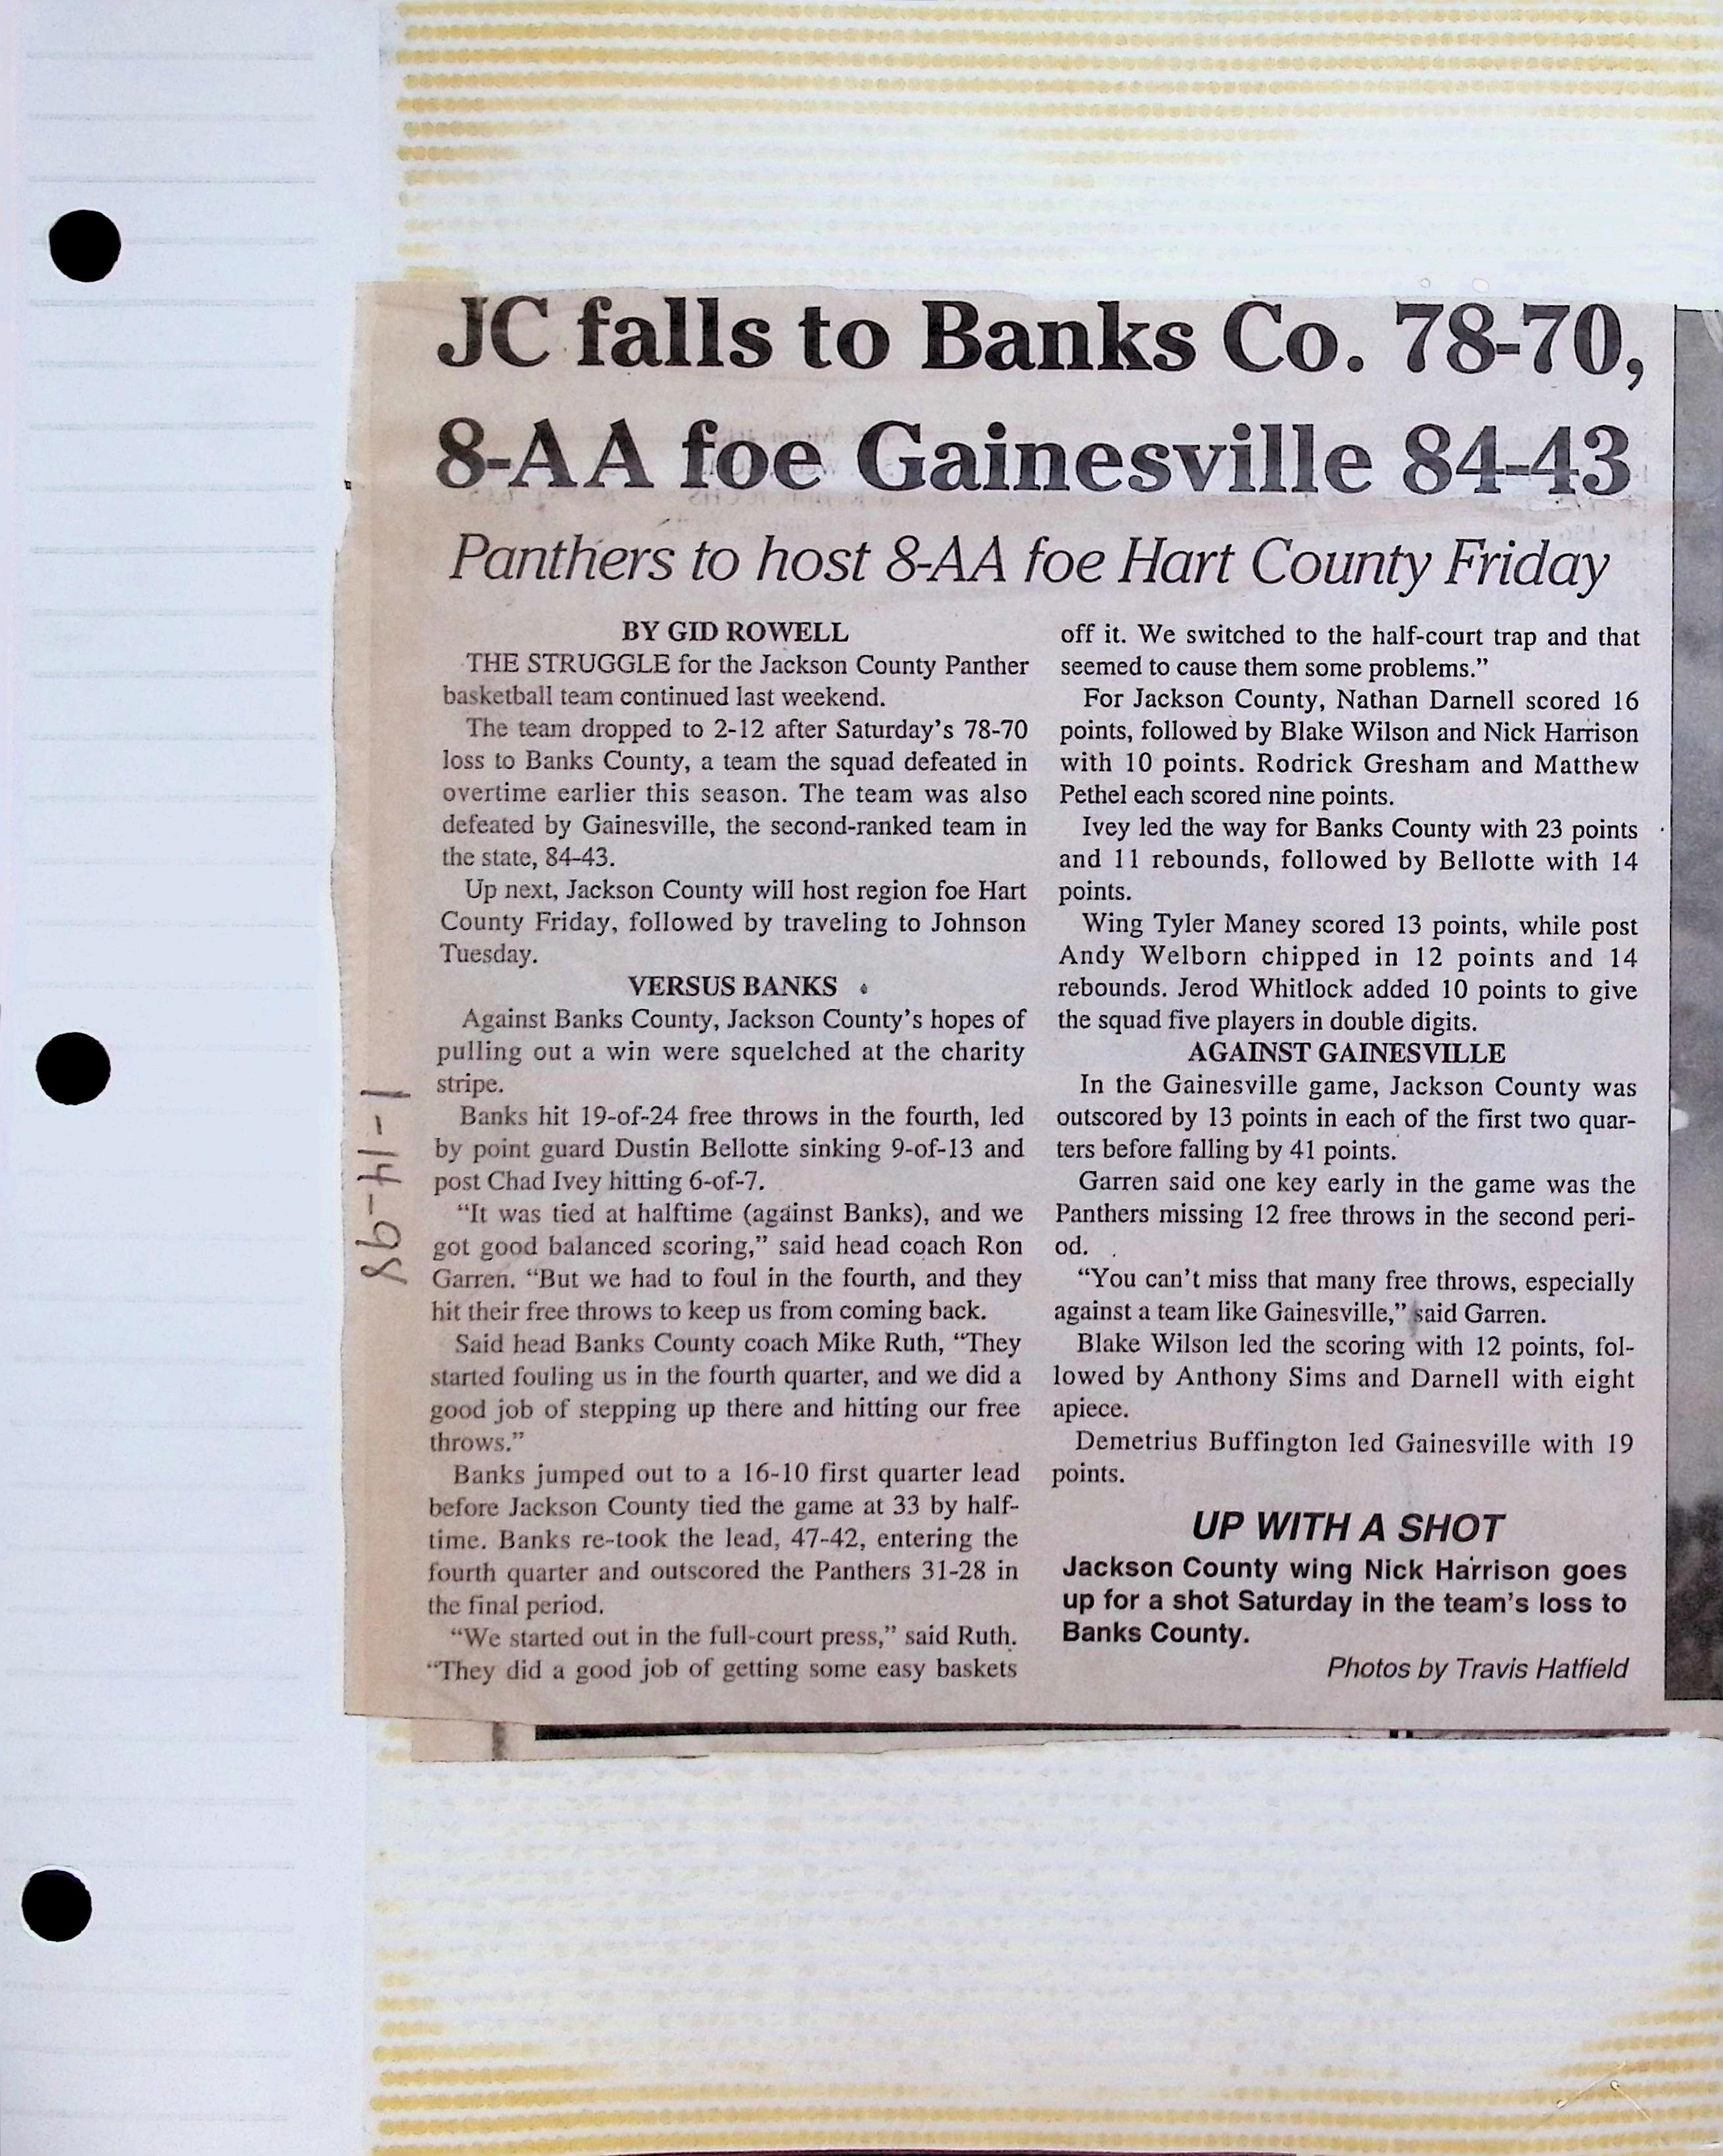 JC falls to Banks Co. 78-70,
8-AA foe Gainesville 84-43
Panthers to host 8-AA foe Hart County Friday
BY GID ROWELL
THE STRUGGLE for the Jackson County Panther
basketball team continued last weekend.
The team dropped to 2-12 after Saturday's 78-70
loss to Banks County, a team the squad defeated in
overtime earlier this season. The team was also
defeated by Gainesville, the second-ranked team in
the state, 84-43.
Up next, Jackson County will host region foe Hart
County Friday, followed by traveling to Johnson
Tuesday.
VERSUS BANKS
Against Banks County, Jackson County's hopes of
pulling out a win were squelched at the charity
stripe.
Banks hit 19-of-24 free throws in the fourth, led
by point guard Dustin Bellotte sinking 9-of-13 and
post Chad Ivey hitting 6-of-7.
“It was tied at halftime (against Banks), and we
got good balanced scoring,” said head coach Ron
Garren. “But we had to foul in the fourth, and they
hit their free throws to keep us from coming back.
Said head Banks County coach Mike Ruth, “They
started fouling us in the fourth quarter, and we did a
good job of stepping up there and hitting our free
throws.”
Banks jumped out to a 16-10 first quarter lead
before Jackson County tied the game at 33 by half-
time. Banks re-took the lead, 47-42, entering the
fourth quarter and outscored the Panthers 31-28 in
the final period.
“We started out in the full-court press,” said Ruth.
“They did a good job of getting some easy baskets
off it. We switched to the half-court trap and that
seemed to cause them some problems.”
For Jackson County, Nathan Darnell scored 16
points, followed by Blake Wilson and Nick Harrison
with 10 points. Rodrick Gresham and Matthew
Pethel each scored nine points.
Ivey led the way for Banks County with 23 points
and 11 rebounds, followed by Bellotte with 14
points.
Wing Tyler Maney scored 13 points, while post
Andy Welborn chipped in 12 points and 14
rebounds. Jerod Whitlock added 10 points to give
the squad five players in double digits.
AGAINST GAINESVILLE
In the Gainesville game, Jackson County was
outscored by 13 points in each of the first two quar-
ters before falling by 41 points.
Garren said one key early in the game was the
Panthers missing 12 free throws in the second peri-
od.
“You can't miss that many free throws, especially
against a team like Gainesville,” said Garren.
Blake Wilson led the scoring with 12 points, fol-
lowed by Anthony Sims and Darnell with eight
apiece.
Demetrius Buffington led Gainesville with 19
points.
UP WITH A SHOT
Jackson County wing Nick Harrison goes
up for a shot Saturday in the team's loss to
Banks County.
Photos by Travis Hatfield
1-14-98